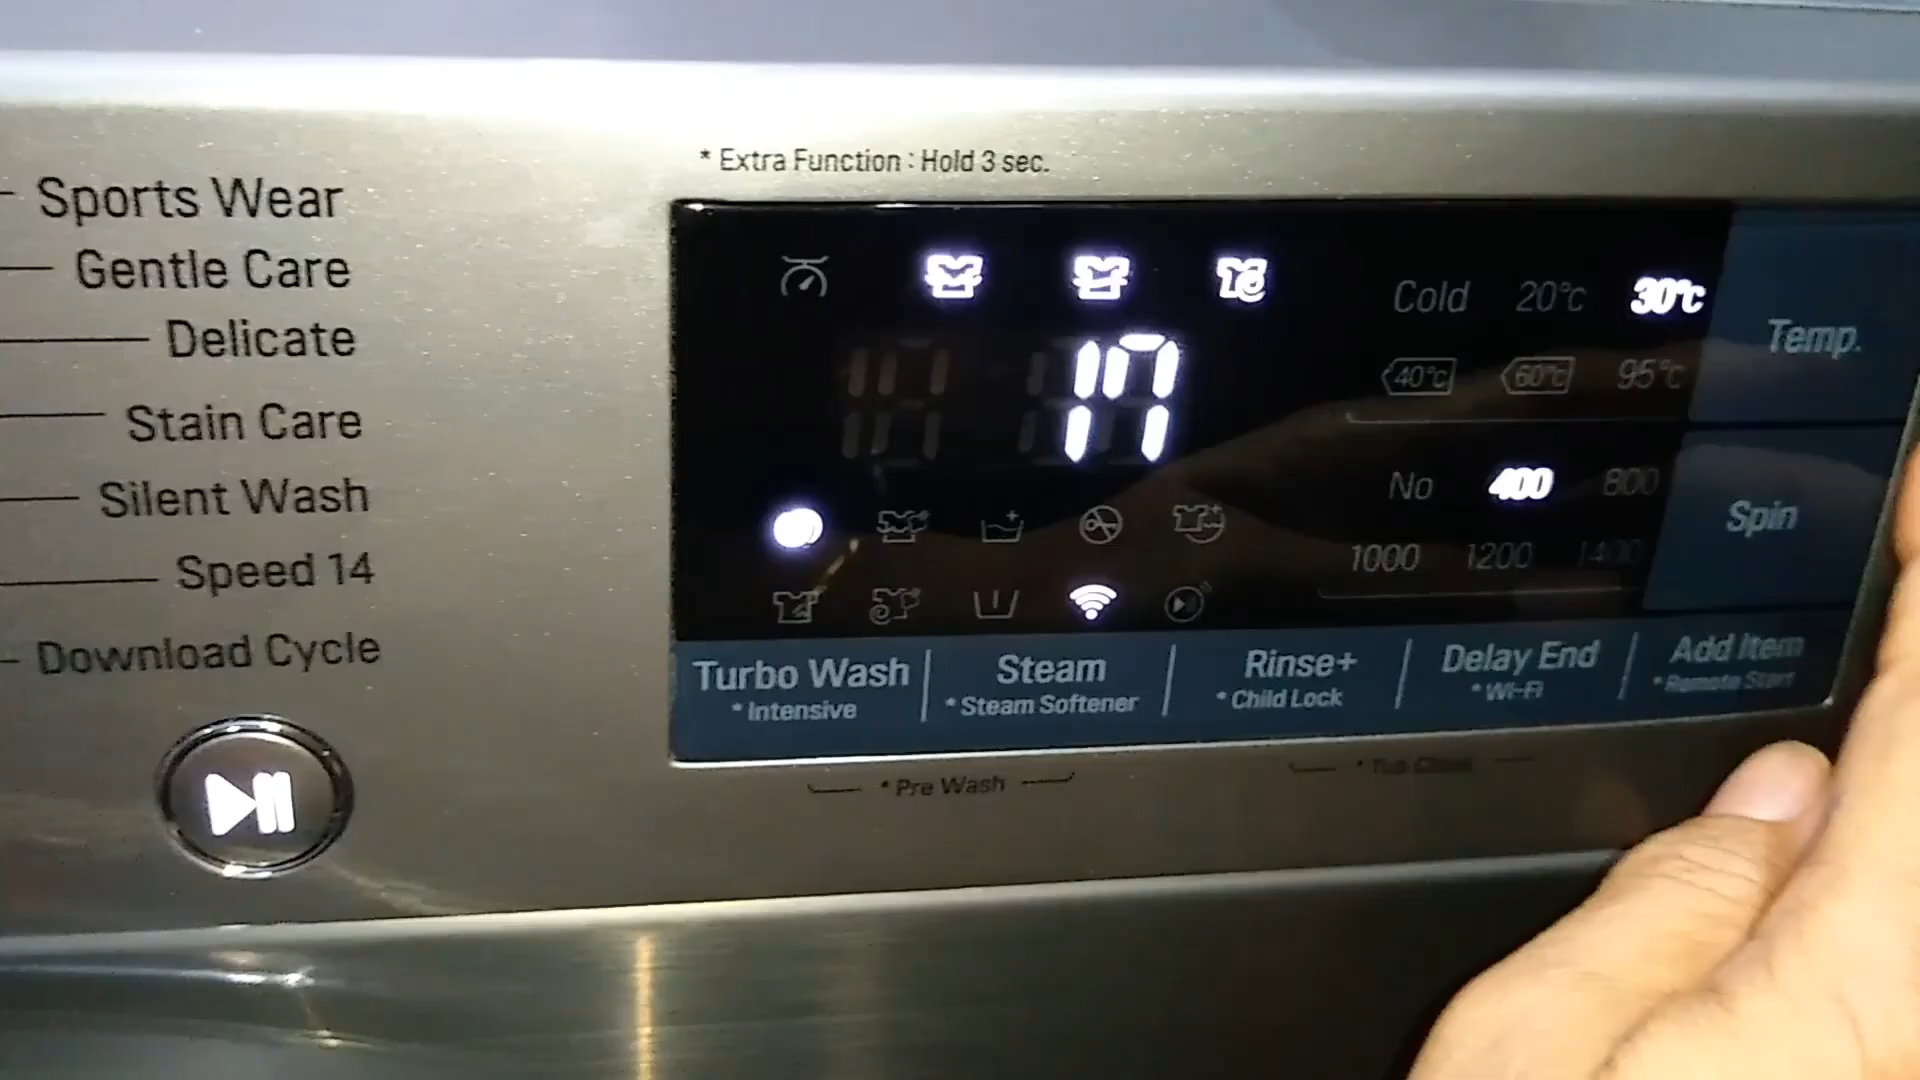 * Extra Function : Hold 3 sec.
Sports Wear
Gentle Care
Delicate
Stain Care
Silent Wash
Speed 14
Download Cycle
17
Cold 20°C 30°C
40°C 60°C 95°C
Temp.
No 400 800
1000 1200 1400
Spin
Turbo Wash
* Intensive
Steam
* Steam Softener
Rinse+
* Child Lock
Delay End
* Wi-Fi
Add Item
* Remote Start
* Pre Wash
* Tub Clean